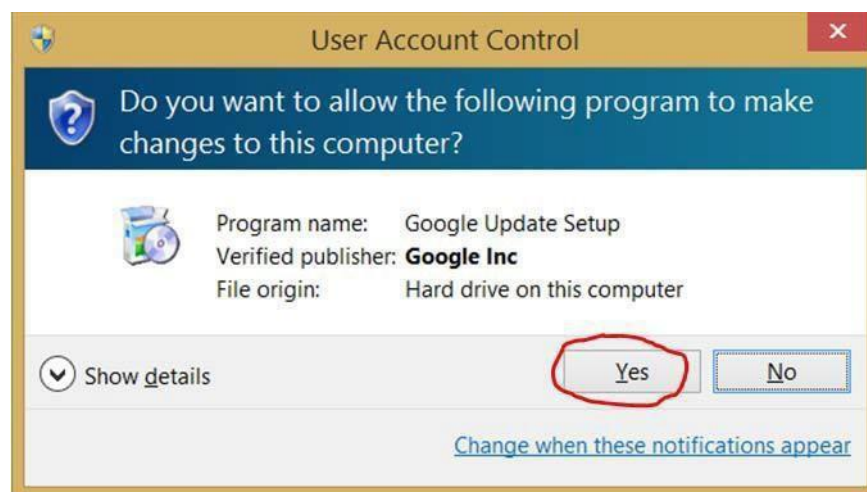 User Account Control
Do you want to allow the following program to make
changes to this computer?
Program name: Google Update Setup
Verified publisher: Google Inc
File origin: Hard drive on this computer
Show details
Yes
No
Change when these notifications appear